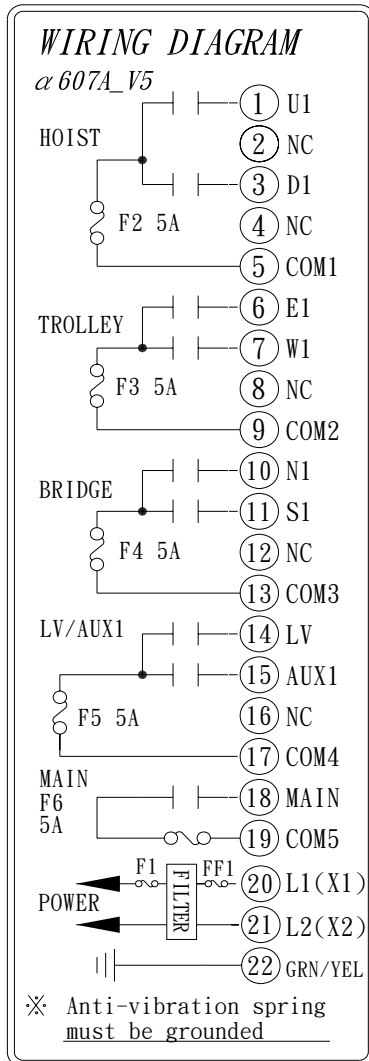 WIRING DIAGRAM
α607A_V5
HOIST
1 U1
2 NC
3 D1
F2 5A
4 NC
5 COM1
TROLLEY
6 E1
7 W1
F3 5A
8 NC
9 COM2
BRIDGE
10 N1
11 S1
F4 5A
12 NC
13 COM3
LV/AUX1
14 LV
15 AUX1
F5 5A
16 NC
17 COM4
MAIN
F6
5A
18 MAIN
19 COM5
POWER
F1
FILTER
FF1
20 L1(X1)
21 L2(X2)
22 GRN/YEL
※ Anti-vibration spring
must be grounded